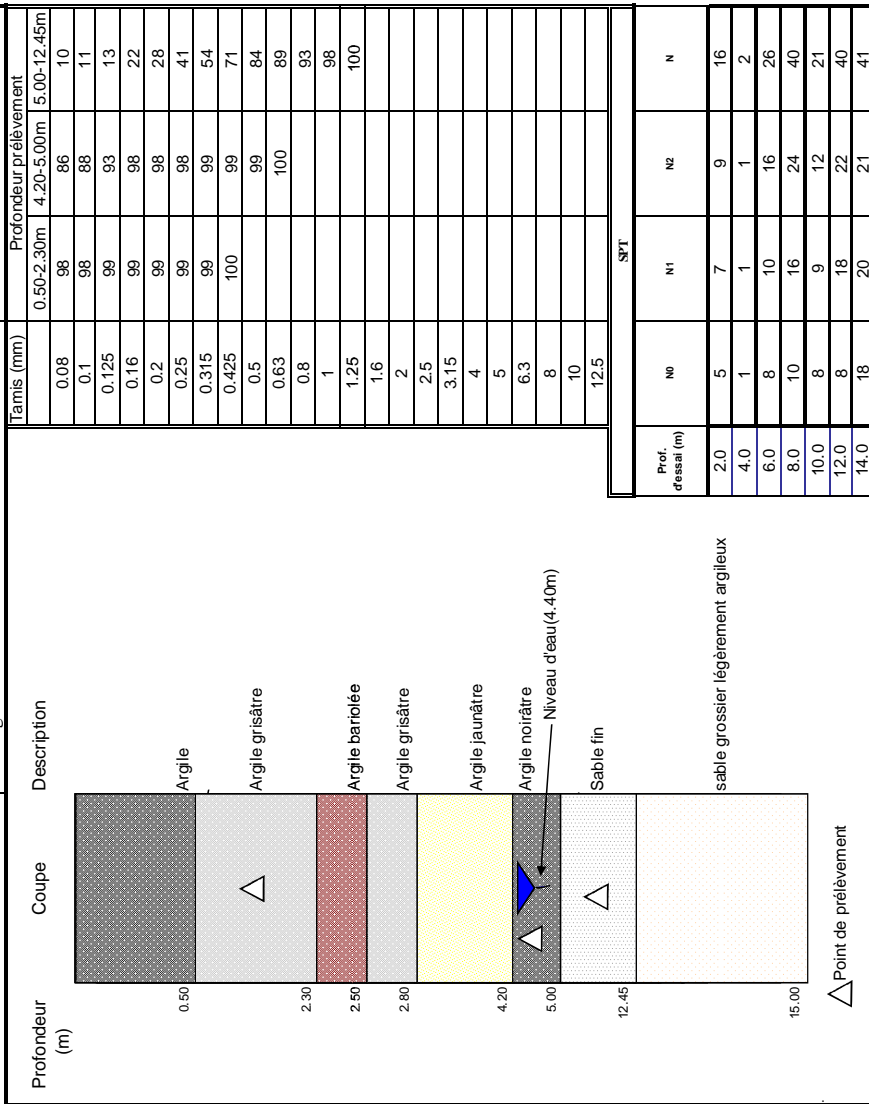 Profondeur (m) Coupe Description
0.50 Argile
2.30 Argile grisâtre
2.50 Argile bariolée
2.80 Argile grisâtre
4.20 Argile jaunâtre
5.00 Argile noirâtre
Niveau d'eau(4.40m)
12.45 Sable fin
15.00 sable grossier légèrement argileux
Point de prélèvement
Tamis (mm) Profondeur prélèvement
0.50-2.30m 4.20-5.00m 5.00-12.45m
0.08 98 86 10
0.1 98 88 11
0.125 99 93 13
0.16 99 98 22
0.2 99 98 28
0.25 99 98 41
0.315 99 99 54
0.425 100 99 71
0.5 99 84
0.63 100 89
0.8 93
1 98
1.25 100
1.6
2
2.5
3.15
4
5
6.3
8
10
12.5
SPT
Prof. d'essai (m) N0 N1 N2 N
2.0 5 7 9 16
4.0 1 1 1 2
6.0 8 10 16 26
8.0 10 16 24 40
10.0 8 9 12 21
12.0 8 18 22 40
14.0 18 20 21 41